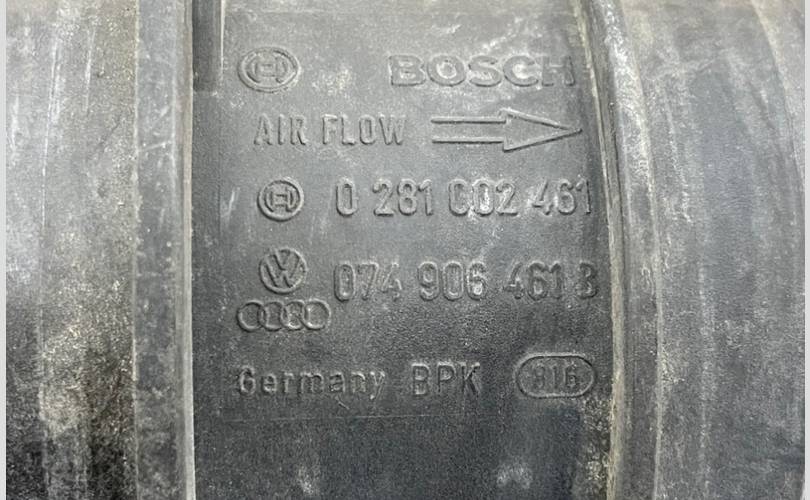 BOSCH
AIR FLOW
0 281 002 461
074 906 461 B
Germany BPK 816